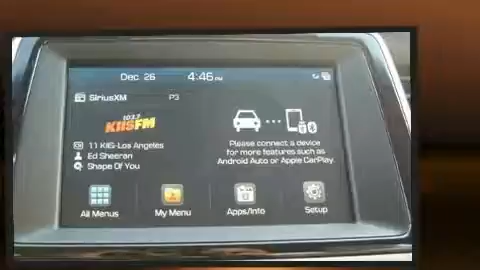 Dec 26
4:46 PM
SiriusXM P3
102.7
KIIS FM
11 KIIS-Los Angeles
Ed Sheeran
Shape Of You
Please connect a device
for more features such as
Android Auto or Apple CarPlay.
All Menus
My Menu
Apps/Info
Setup